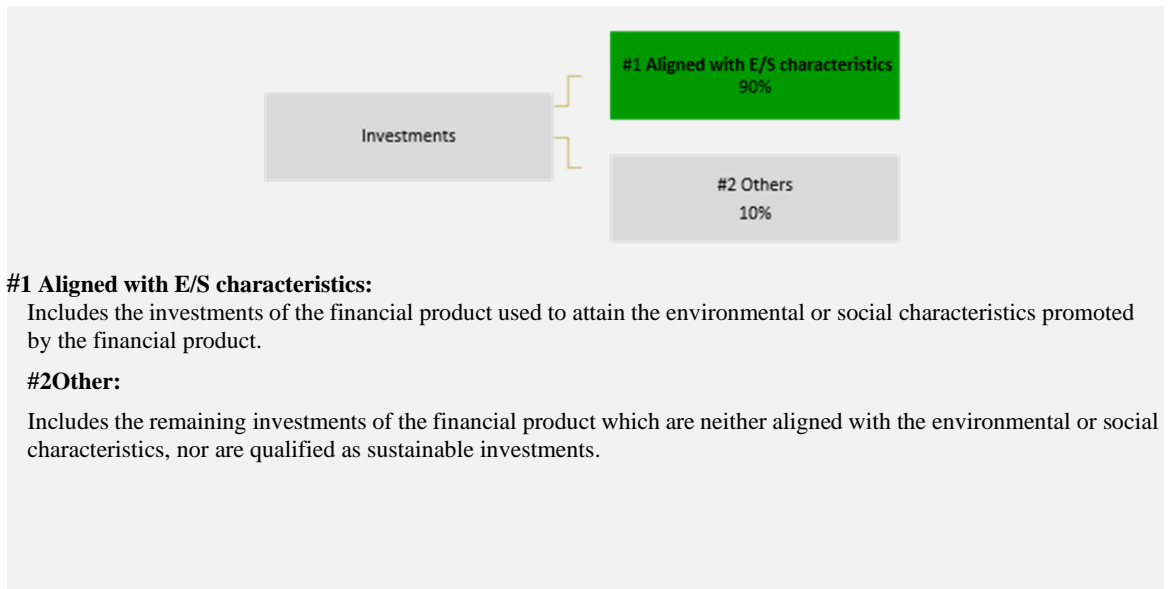 #1 Aligned with E/S characteristics
90%
Investments
#2 Others
10%
#1 Aligned with E/S characteristics:
Includes the investments of the financial product used to attain the environmental or social characteristics promoted
by the financial product.
#2Other:
Includes the remaining investments of the financial product which are neither aligned with the environmental or social
characteristics, nor are qualified as sustainable investments.